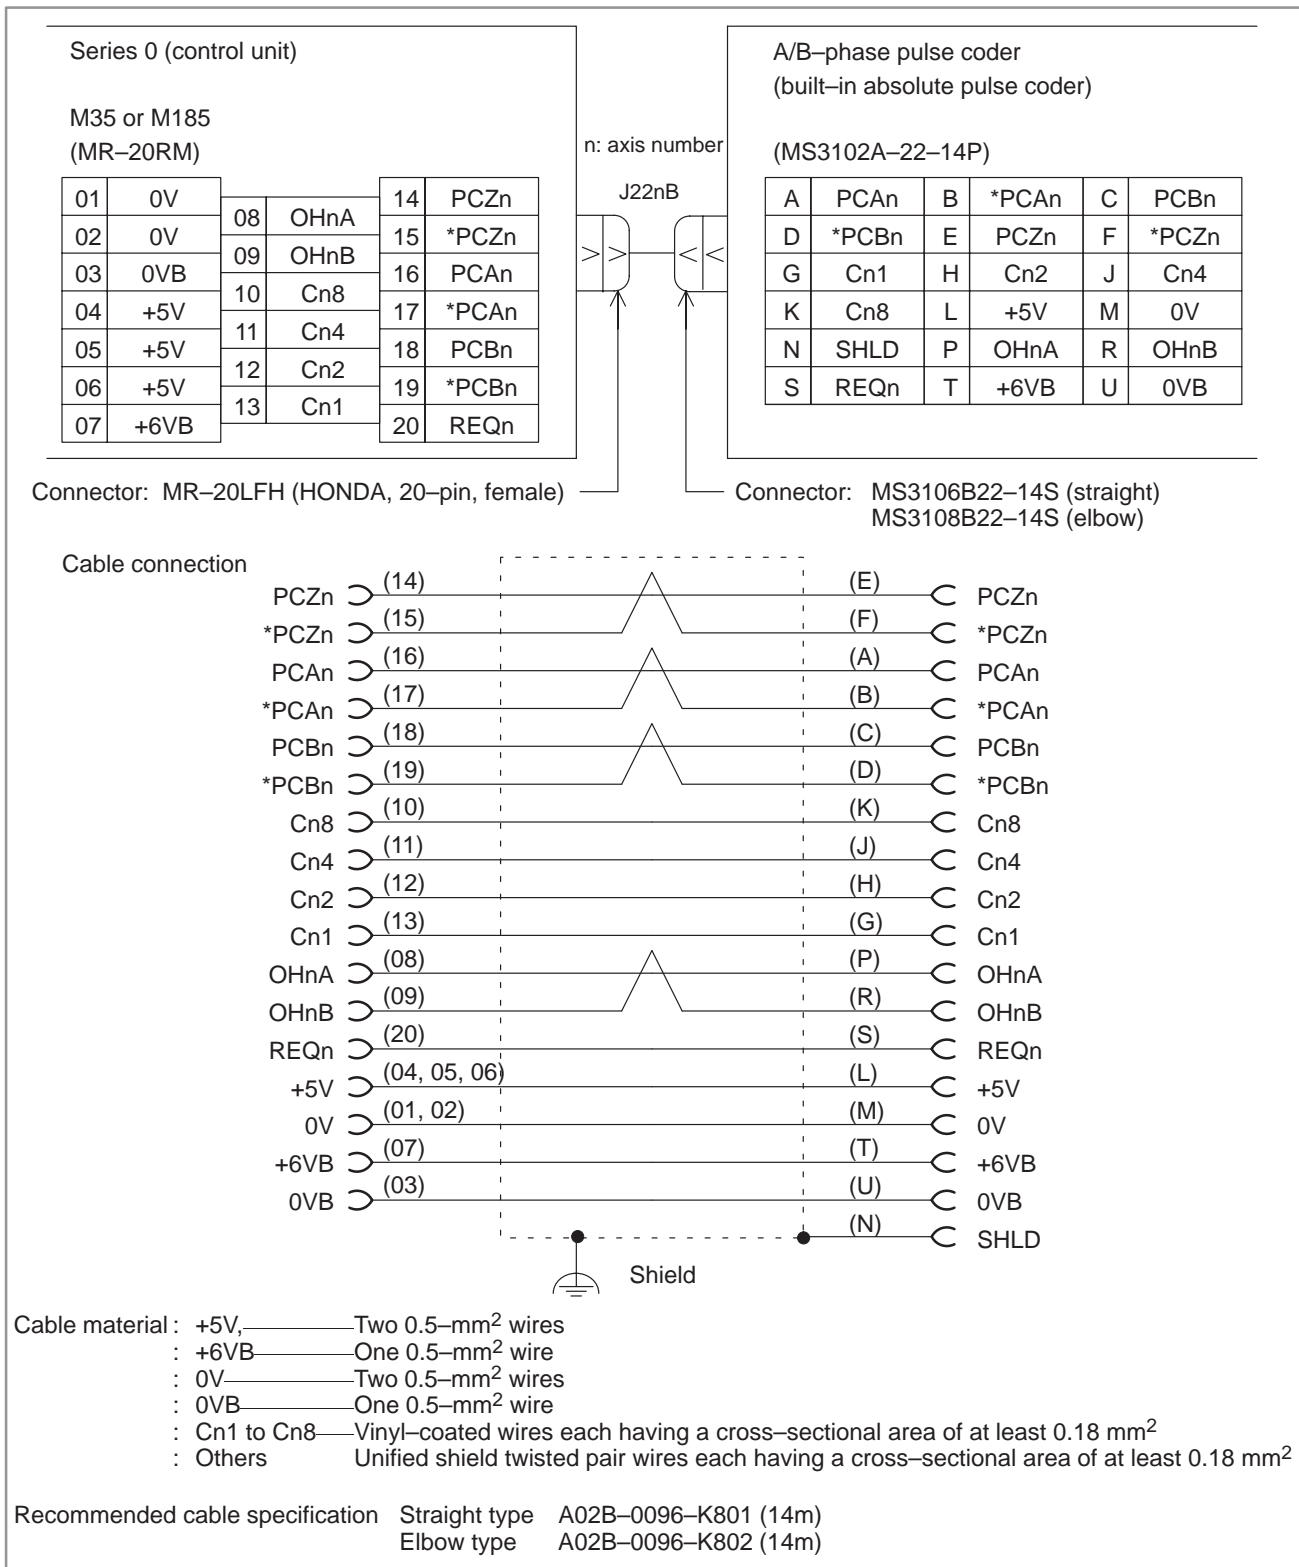 Series 0 (control unit)
M35 or M185
(MR–20RM)
01 0V
02 0V
03 0VB
04 +5V
05 +5V
06 +5V
07 +6VB
08 OHnA
09 OHnB
10 Cn8
11 Cn4
12 Cn2
13 Cn1
14 PCZn
15 *PCZn
16 PCAn
17 *PCAn
18 PCBn
19 *PCBn
20 REQn
n: axis number
J22nB
A/B–phase pulse coder
(built–in absolute pulse coder)
(MS3102A–22–14P)
A PCAn B *PCAn C PCBn
D *PCBn E PCZn F *PCZn
G Cn1 H Cn2 J Cn4
K Cn8 L +5V M 0V
N SHLD P OHnA R OHnB
S REQn T +6VB U 0VB
Connector: MR–20LFH (HONDA, 20–pin, female)
Connector: MS3106B22–14S (straight)
MS3108B22–14S (elbow)
Cable connection
PCZn (14) (E) PCZn
*PCZn (15) (F) *PCZn
PCAn (16) (A) PCAn
*PCAn (17) (B) *PCAn
PCBn (18) (C) PCBn
*PCBn (19) (D) *PCBn
Cn8 (10) (K) Cn8
Cn4 (11) (J) Cn4
Cn2 (12) (H) Cn2
Cn1 (13) (G) Cn1
OHnA (08) (P) OHnA
OHnB (09) (R) OHnB
REQn (20) (S) REQn
+5V (04, 05, 06) (L) +5V
0V (01, 02) (M) 0V
+6VB (07) (T) +6VB
0VB (03) (U) 0VB
(N) SHLD
Shield
Cable material : +5V, Two 0.5–mm2 wires
: +6VB One 0.5–mm2 wire
: 0V Two 0.5–mm2 wires
: 0VB One 0.5–mm2 wire
: Cn1 to Cn8 Vinyl–coated wires each having a cross–sectional area of at least 0.18 mm2
: Others Unified shield twisted pair wires each having a cross–sectional area of at least 0.18 mm2
Recommended cable specification Straight type A02B–0096–K801 (14m)
Elbow type A02B–0096–K802 (14m)